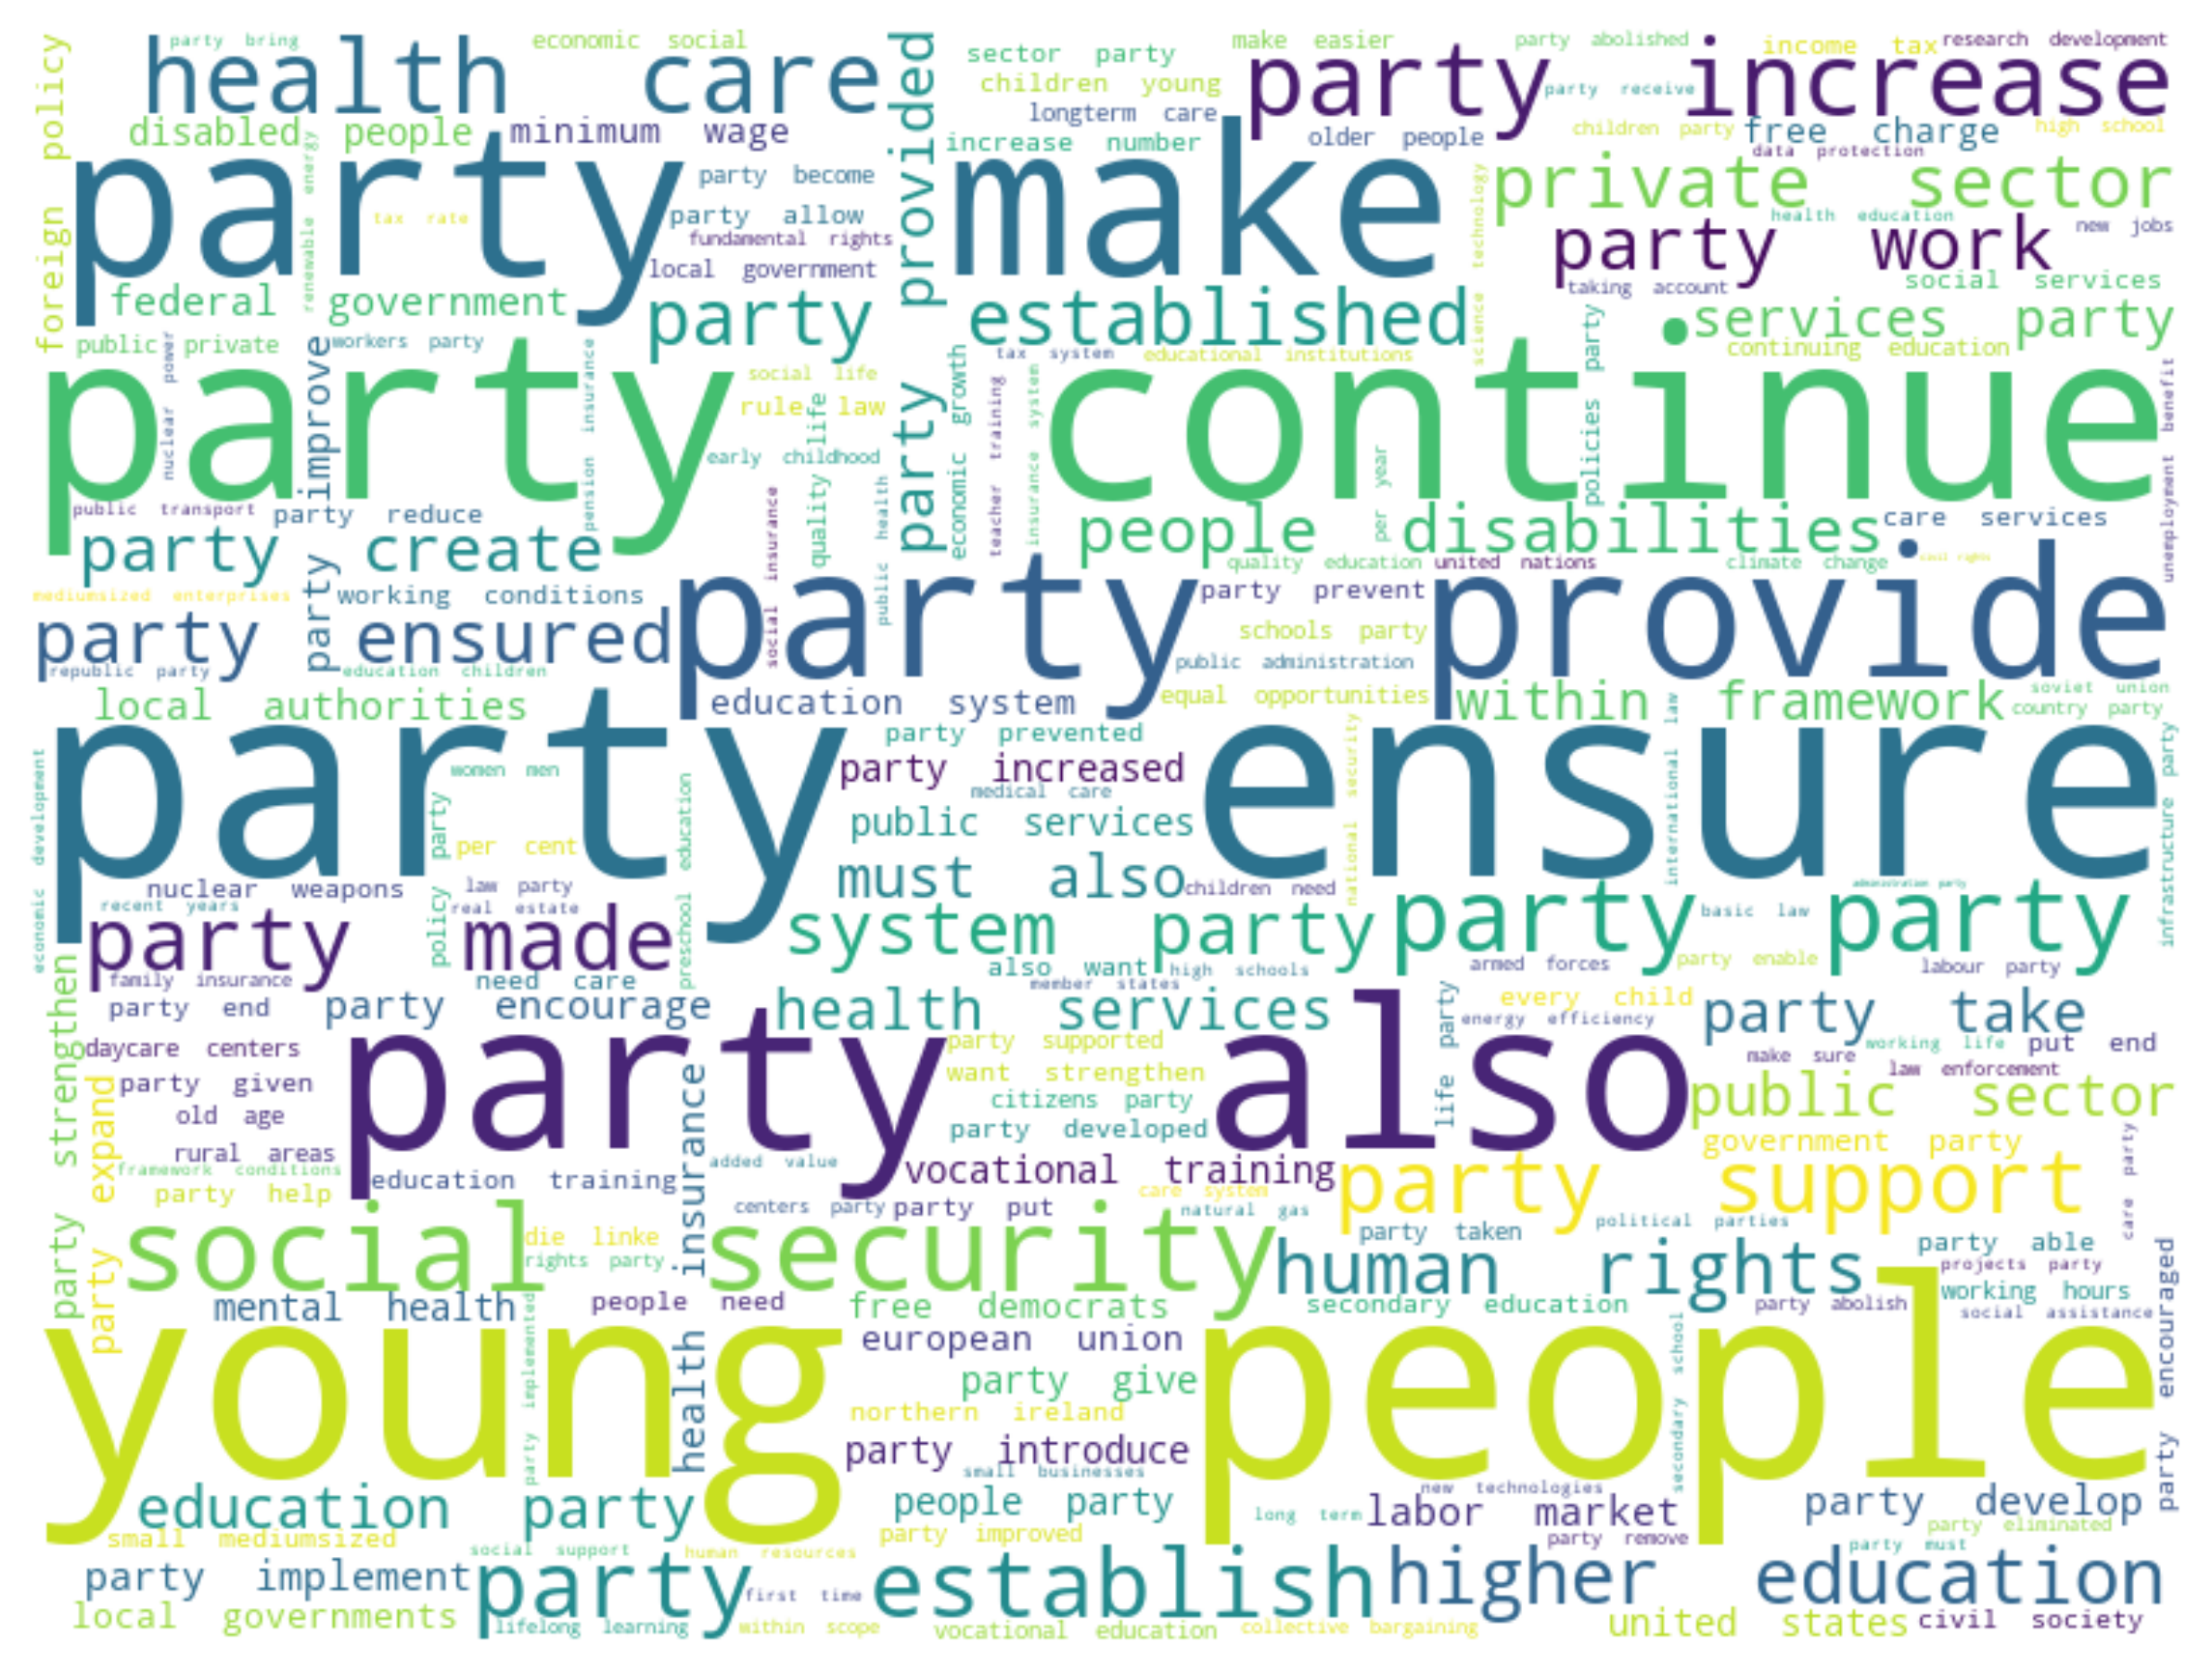 party bring
economic social
provided
make easier
party abolished
income tax
research development
foreign policy
health care
sector party
children young
party increase
party receive
longterm care
disabled people
minimum wage
increase number
older people
children party
free charge
high school
data protection
renewable energy
party make
party become
private sector
science technology
tax rate
party allow
health education
new jobs
fundamental rights
party work
local government
social services
taking account
federal government
party established
services party
public private
workers party
party provided
tax system
educational institutions
continuing education
policies party
nuclear power
party improve
pension insurance
party continue
social life
rule law
quality life
economic growth
teacher training
insurance system
per year
unemployment benefit
early childhood
public transport
party reduce
social insurance
public health
people disabilities
care services
party create
quality education
united nations
climate change
civil rights
mediumsized enterprises
working conditions
party provide
party prevent
party ensured
schools party
republic party
education children
public administration
local authorities
education system
equal opportunities
within framework
soviet union
country party
party ensure
party prevented
women men
party increased
medical care
national security
international law
infrastructure party
economic development
policy party
preschool education
per cent
public services
nuclear weapons
law party
must also
children need
administration party
recent years
real estate
party made
system party
party party
basic law
family insurance
need care
also want
high schools
armed forces
party enable
labour party
member states
party end
party encourage
health services
every child
party take
energy efficiency
party strengthen
daycare centers
party also
party supported
life party
working life
put end
make sure
law enforcement
party given
want strengthen
public sector
old age
citizens party
party expand
health insurance
party developed
government party
rural areas
framework conditions
added value
vocational training
party support
care party
education training
party help
care system
centers party
party put
natural gas
political parties
social security
die linke
rights party
party taken
human rights
party able
projects party
working hours
mental health
people need
free democrats
secondary education
party abolish
social assistance
party encouraged
young people
party implemented
european union
secondary school
party give
northern ireland
party introduce
small businesses
new technologies
education party
people party
long term
labor market
party develop
small mediumsized
party improved
party remove
party eliminated
social support
human resources
party must
party implement
party establish
first time
higher education
local governments
lifelong learning
within scope
vocational education
collective bargaining
united states
civil society